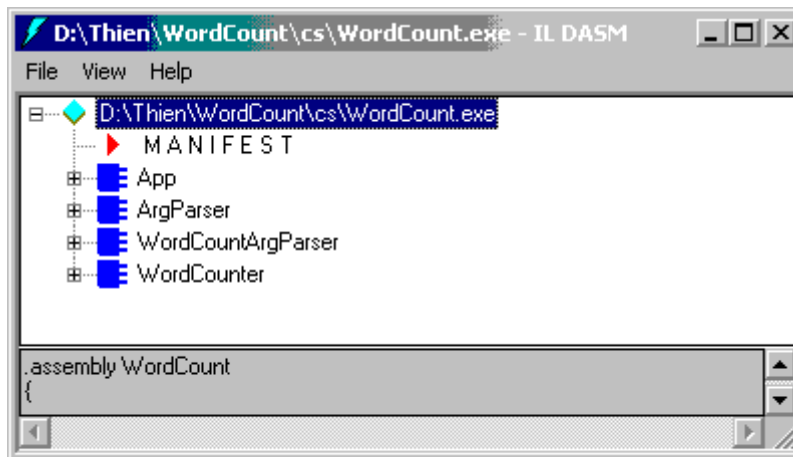 D:\Thien\WordCount\cs\WordCount.exe - IL DASM
File View Help
D:\Thien\WordCount\cs\WordCount.exe
MANIFEST
App
ArgParser
WordCountArgParser
WordCounter
.assembly WordCount
{